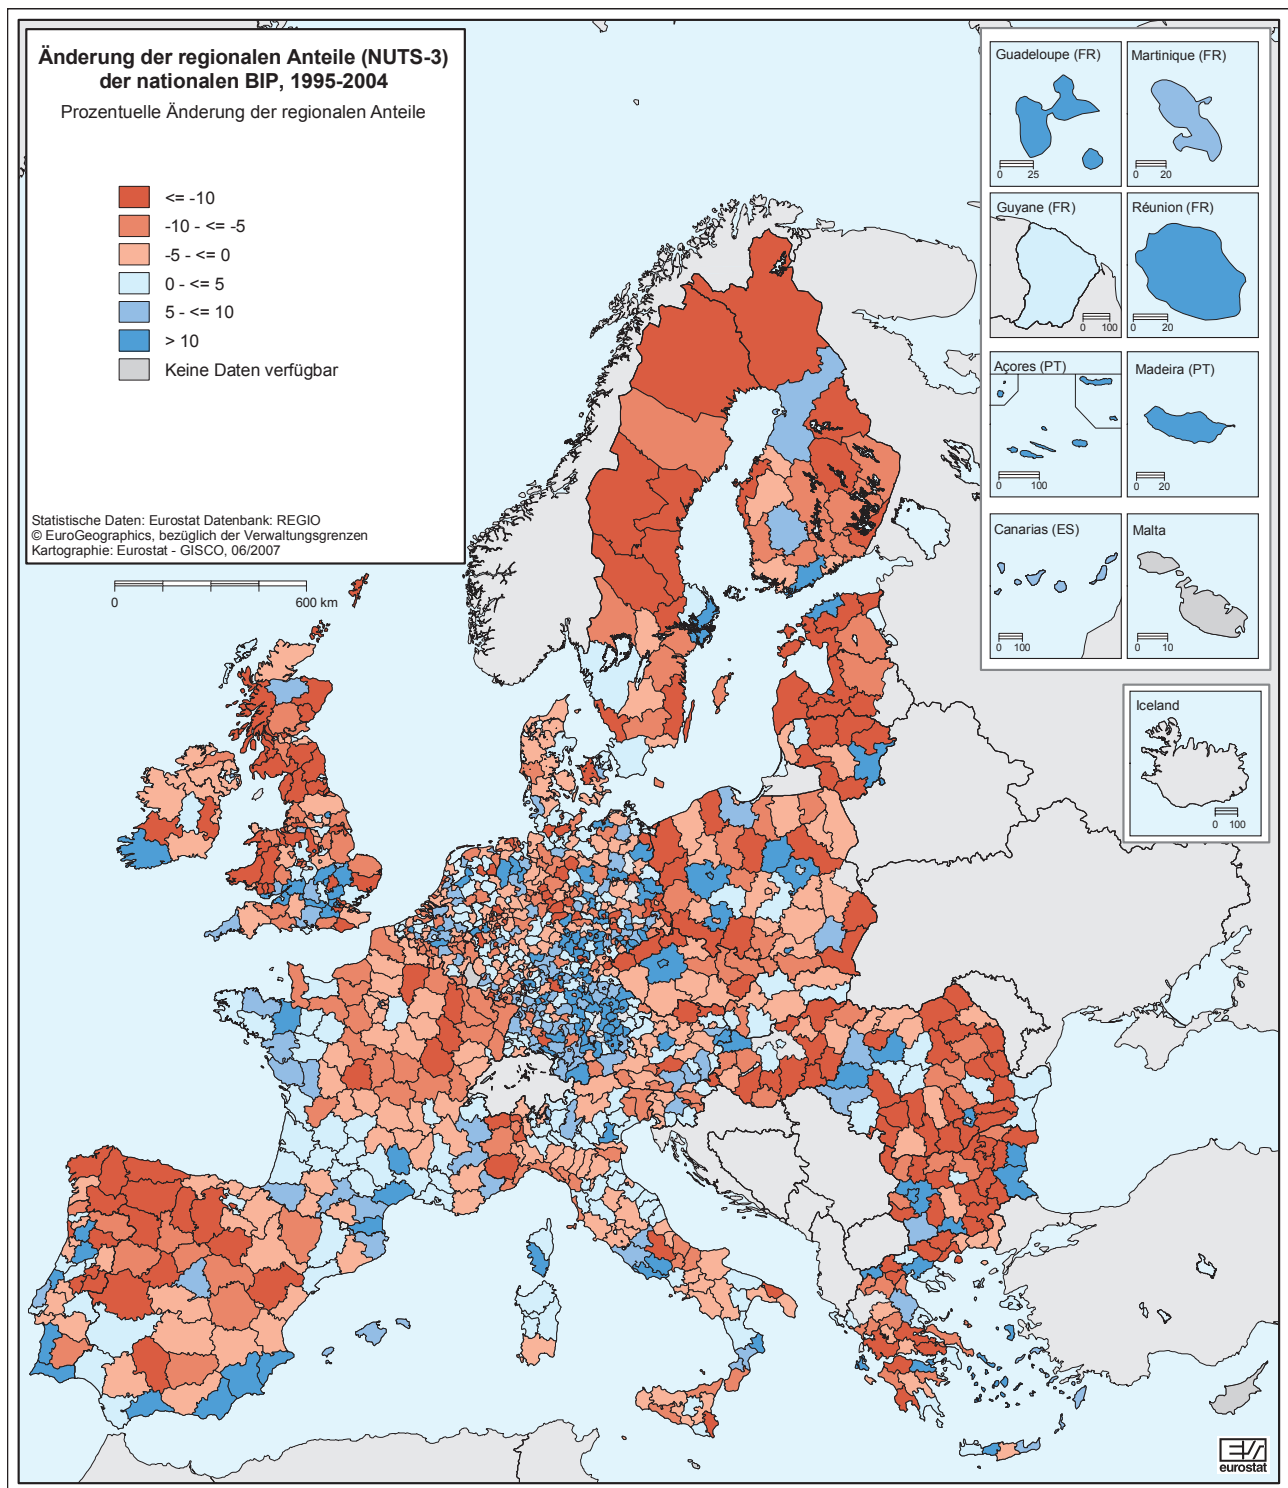 Änderung der regionalen Anteile (NUTS-3)
der nationalen BIP, 1995-2004
Prozentuelle Änderung der regionalen Anteile
<= -10
-10 - <= -5
-5 - <= 0
0 - <= 5
5 - <= 10
> 10
Keine Daten verfügbar
Statistische Daten: Eurostat Datenbank: REGIO
© EuroGeographics, bezüglich der Verwaltungsgrenzen
Kartographie: Eurostat - GISCO, 06/2007
0 600 km
Guadeloupe (FR)
0 25
Martinique (FR)
0 20
Guyane (FR)
0 100
Réunion (FR)
0 20
Açores (PT)
0 100
Madeira (PT)
0 20
Canarias (ES)
0 100
Malta
0 10
Iceland
0 100
eurostat